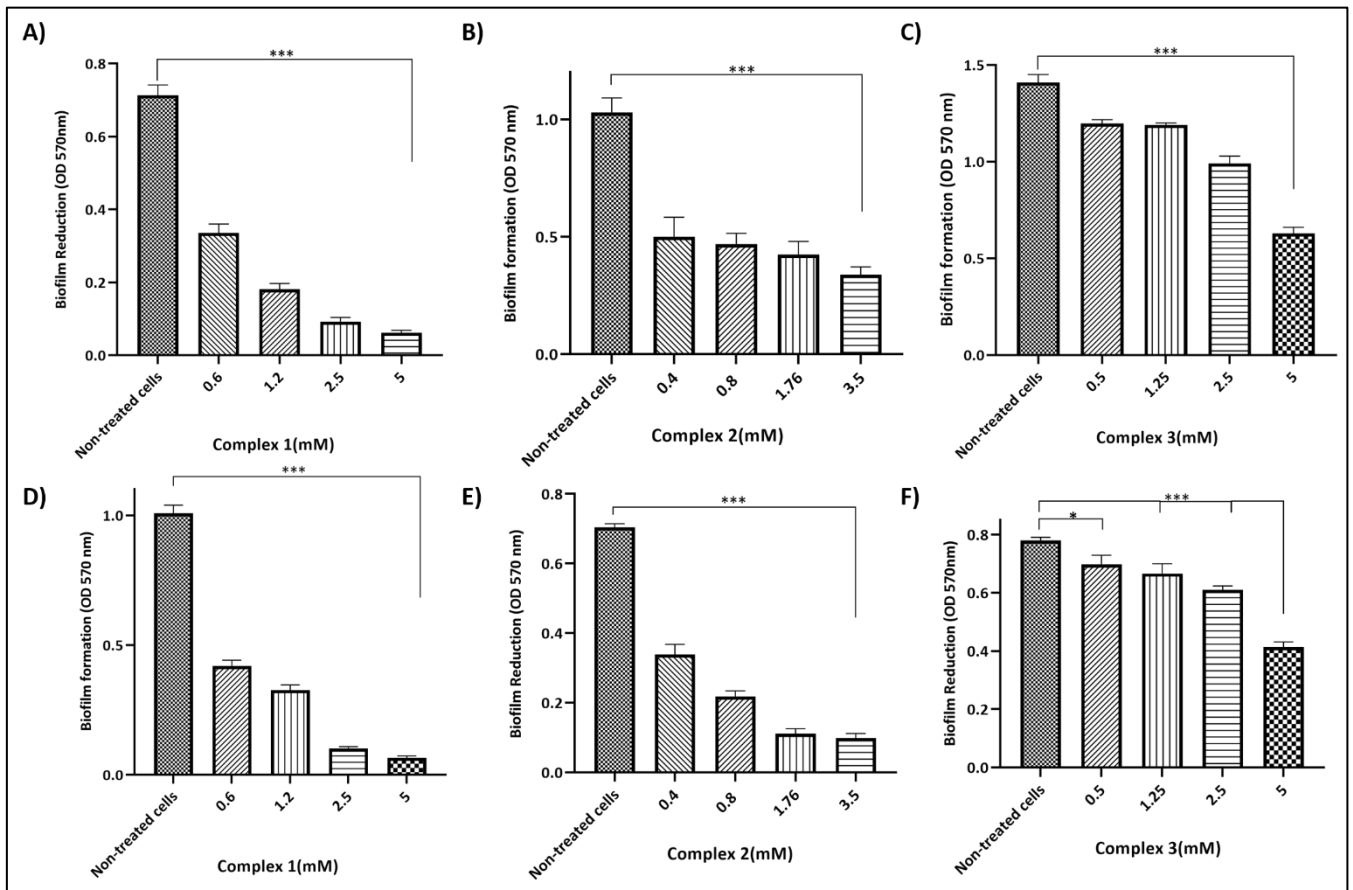 A)
***
Biofilm Reduction (OD 570nm)
0.8
0.6
0.4
0.2
0.0
Non-treated cells
0.6
1.2
2.5
5
Complex 1(mM)
B)
***
Biofilm formation (OD 570 nm)
1.0
0.5
0.0
Non-treated cells
0.4
0.8
1.76
3.5
Complex 2(mM)
C)
***
Biofilm formation (OD 570 nm)
1.5
1.0
0.5
0.0
Non-treated cells
0.5
1.25
2.5
5
Complex 3(mM)
D)
***
Biofilm formation (OD 570 nm)
1.0
0.5
0.0
Non-treated cells
0.6
1.2
2.5
5
Complex 1(mM)
E)
***
Biofilm Reduction (OD 570 nm)
0.8
0.6
0.4
0.2
0.0
Non-treated cells
0.4
0.8
1.76
3.5
Complex 2(mM)
F)
***
*
Biofilm Reduction (OD 570nm)
0.8
0.6
0.4
0.2
0.0
Non-treated cells
0.5
1.25
2.5
5
Complex 3(mM)